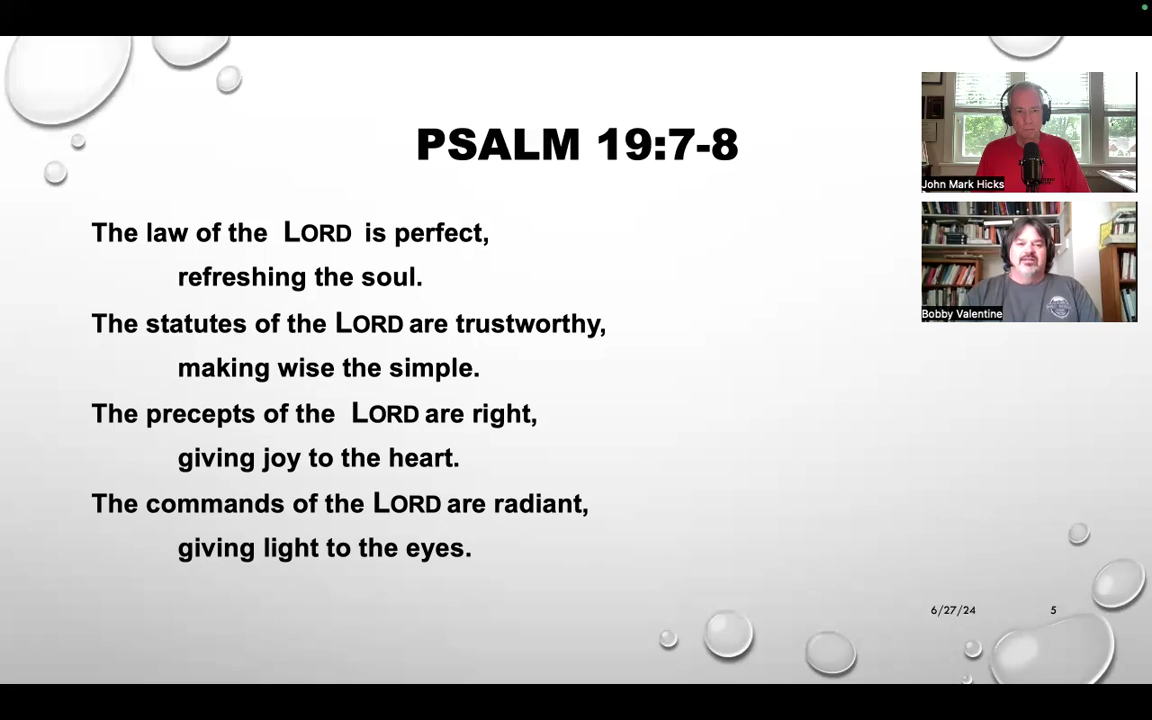 PSALM 19:7-8
The law of the LORD is perfect,
refreshing the soul.
The statutes of the LORD are trustworthy,
making wise the simple.
The precepts of the LORD are right,
giving joy to the heart.
The commands of the LORD are radiant,
giving light to the eyes.
John Mark Hicks
Bobby Valentine
6/27/24
5